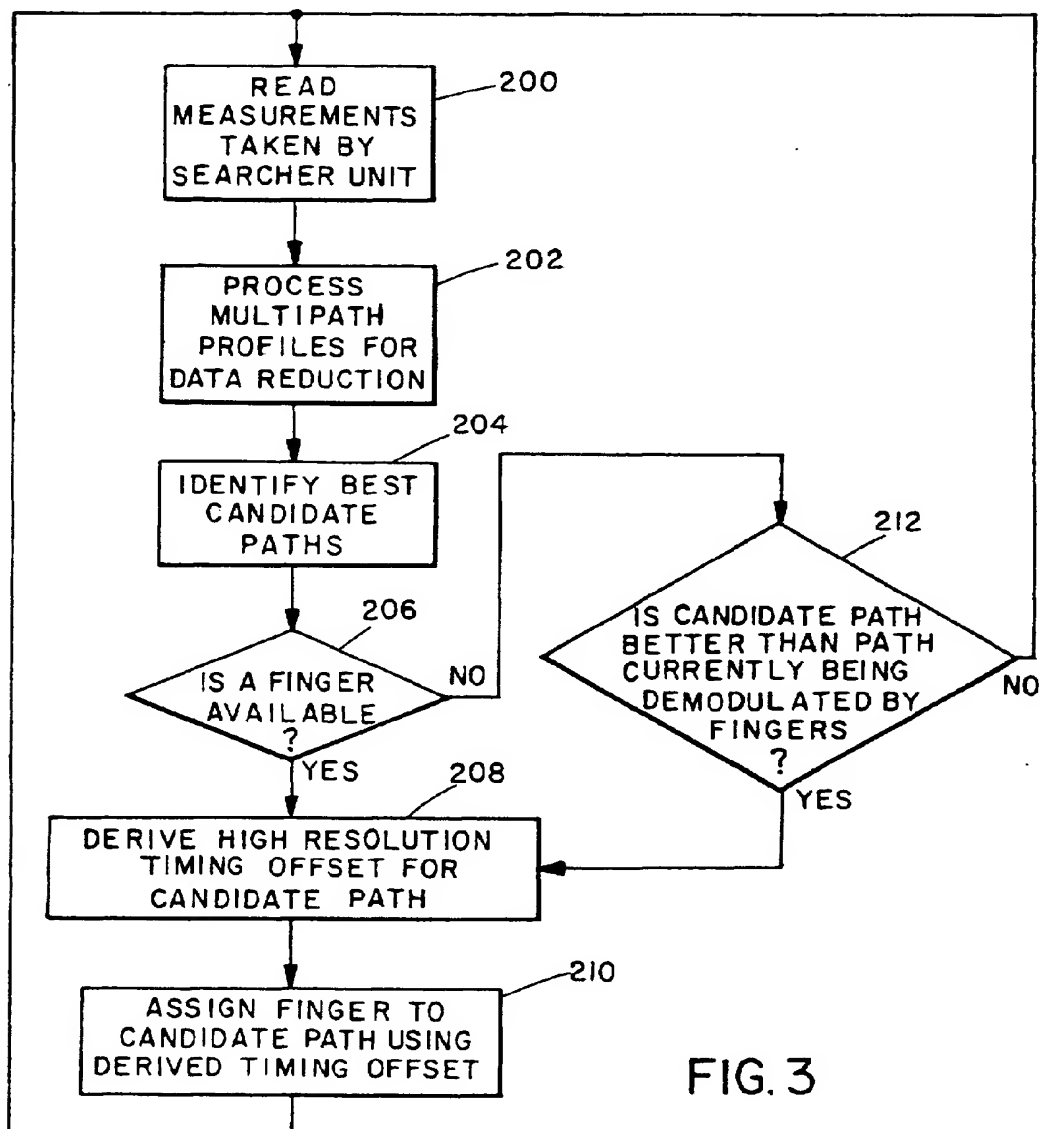 READ
MEASUREMENTS
TAKEN BY
SEARCHER UNIT
200
PROCESS
MULTIPATH
PROFILES FOR
DATA REDUCTION
202
IDENTIFY BEST
CANDIDATE
PATHS
204
IS A FINGER
AVAILABLE
?
206
NO
YES
IS CANDIDATE PATH
BETTER THAN PATH
CURRENTLY BEING
DEMODULATED BY
FINGERS
?
212
NO
YES
DERIVE HIGH RESOLUTION
TIMING OFFSET FOR
CANDIDATE PATH
208
ASSIGN FINGER TO
CANDIDATE PATH USING
DERIVED TIMING OFFSET
210
FIG. 3